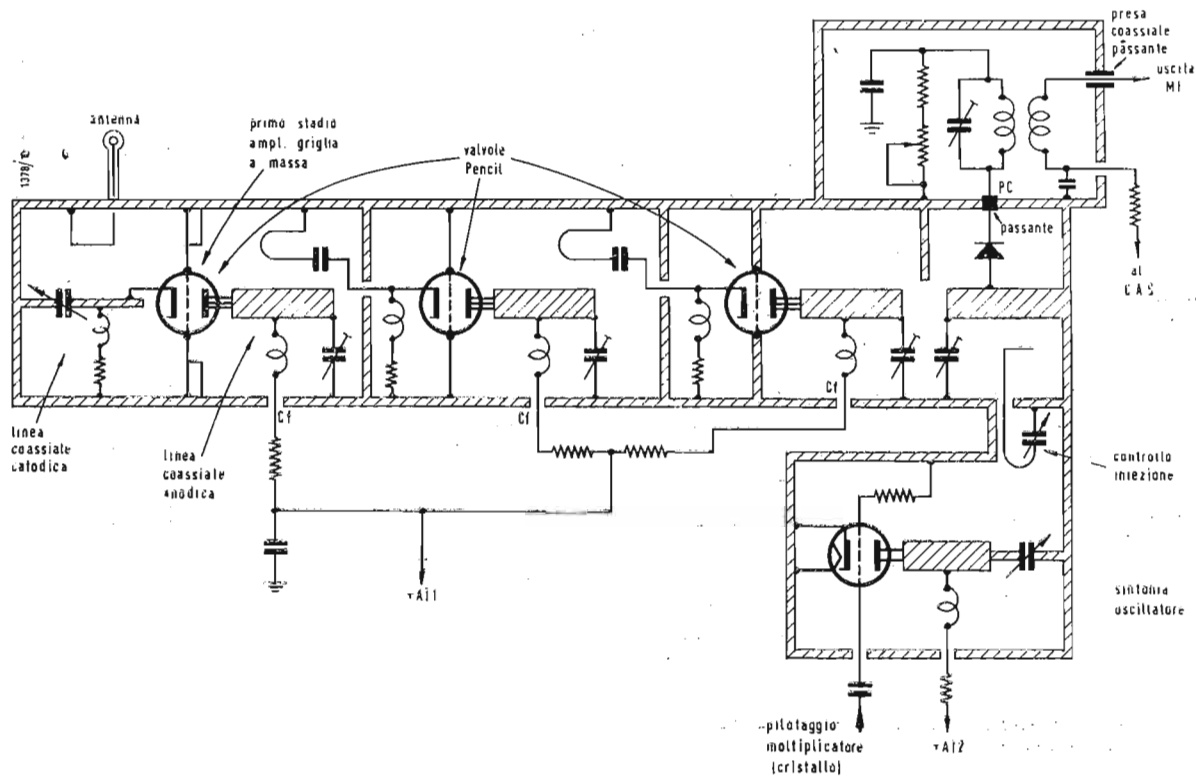 presa
coassiale
passante
uscita
MF
antenna
1378/
primo stadio
ampl. griglia
a massa
valvole
Pencil
PC
passante
al
C A S
Cf
Cf
Cf
linea
coassiale
catodica
linea
coassiale
anodica
controllo
iniezione
+AT1
sintonia
oscillatore
pilotaggio
moltiplicatore
(cristallo)
+AT2